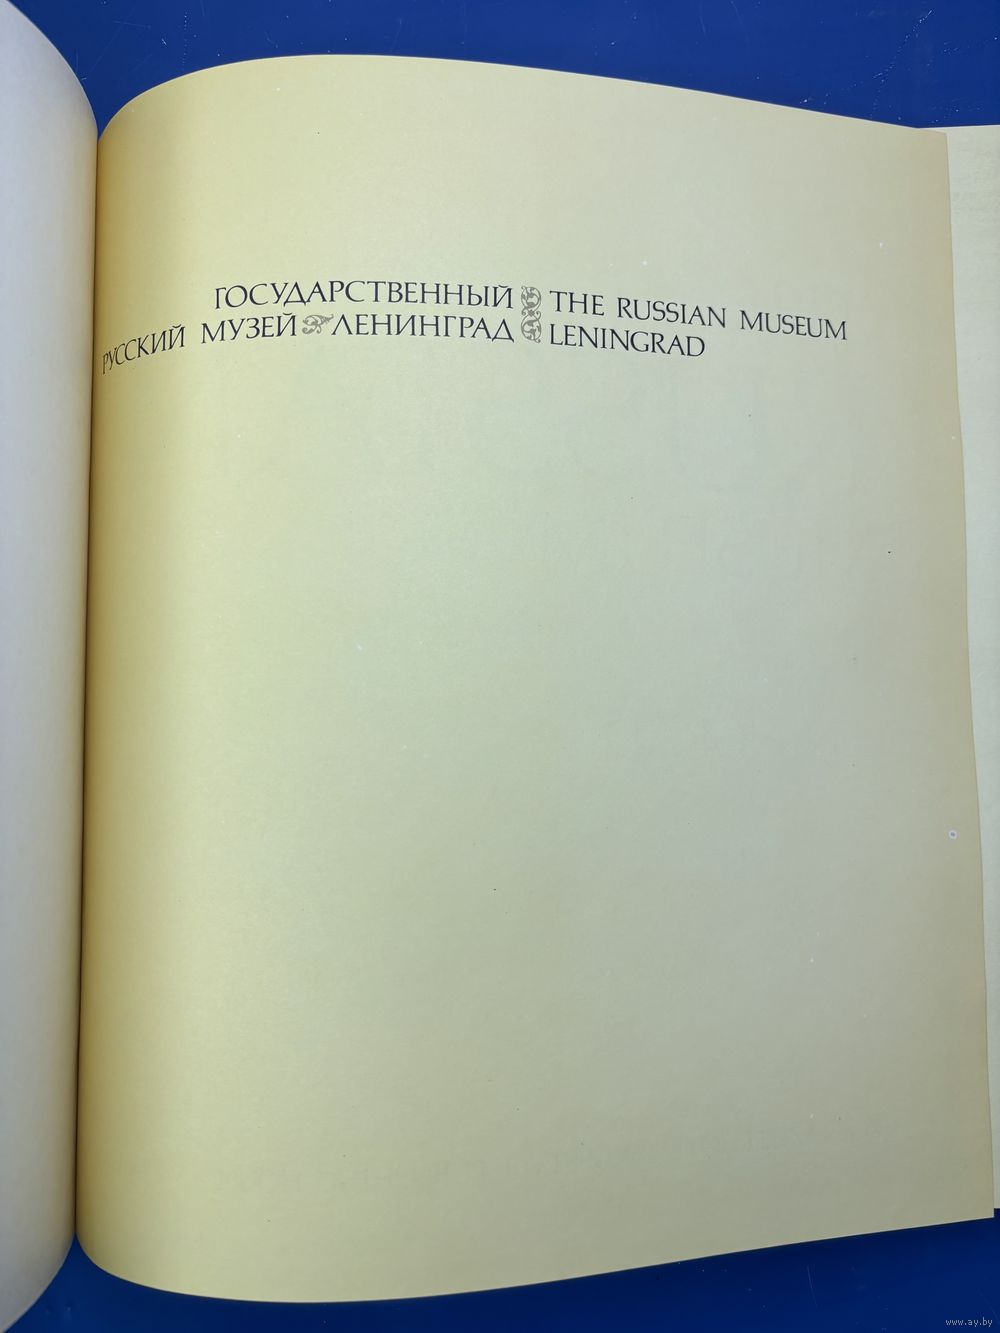 ГОСУДАРСТВЕННЫЙ
РУССКИЙ МУЗЕЙ ЛЕНИНГРАД
THE RUSSIAN MUSEUM
LENINGRAD
www.ay.by